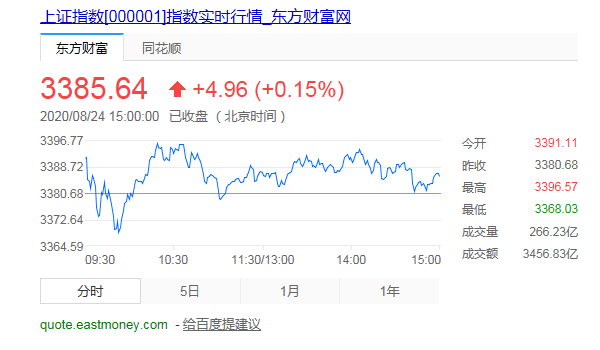 上证指数[000001]指数实时行情_东方财富网
东方财富 同花顺
3385.64 +4.96 (+0.15%)
2020/08/24 15:00:00 已收盘 ( 北京时间 )
3396.77
3388.72
3380.68
3372.64
3364.59
09:30 10:30 11:30/13:00 14:00 15:00
今开 3391.11
昨收 3380.68
最高 3396.57
最低 3368.03
成交量 266.23亿
成交额 3456.83亿
分时 5日 1月 1年
quote.eastmoney.com - 给百度提建议